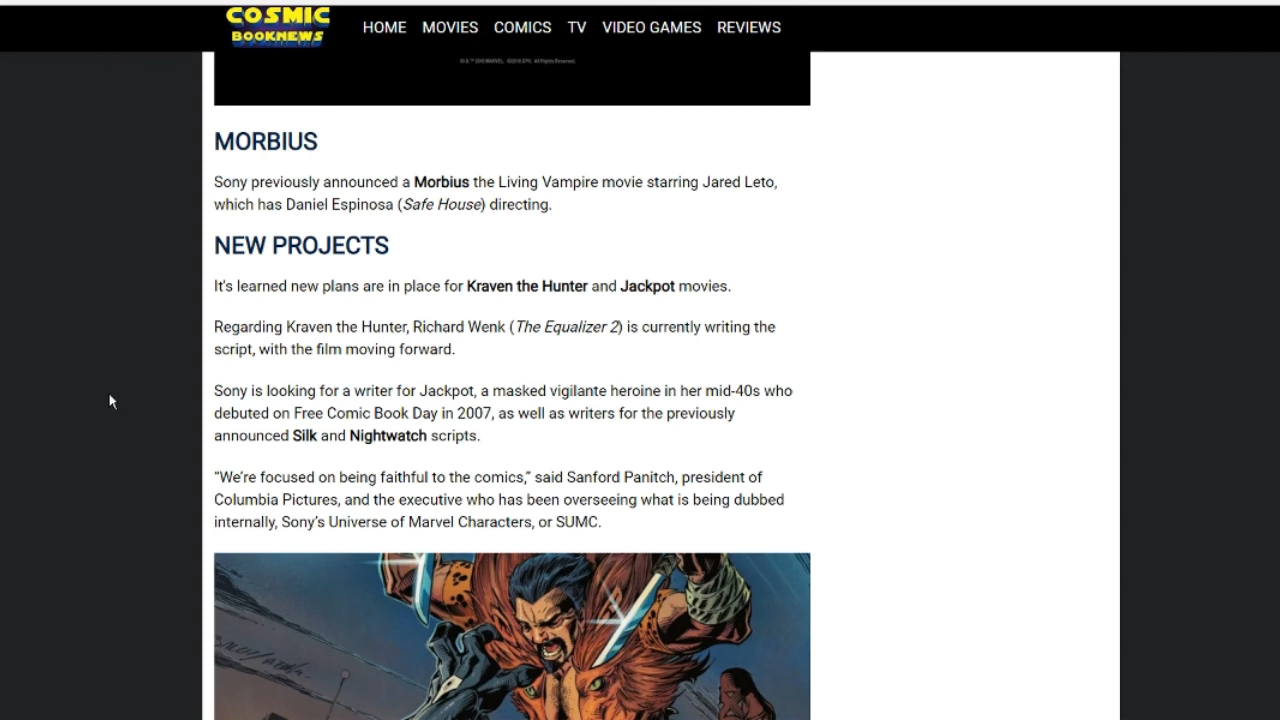 COSMIC
BOOKNEWS
HOME MOVIES COMICS TV VIDEO GAMES REVIEWS
MORBIUS
Sony previously announced a Morbius the Living Vampire movie starring Jared Leto,
which has Daniel Espinosa (Safe House) directing.
NEW PROJECTS
It's learned new plans are in place for Kraven the Hunter and Jackpot movies.
Regarding Kraven the Hunter, Richard Wenk (The Equalizer 2) is currently writing the
script, with the film moving forward.
Sony is looking for a writer for Jackpot, a masked vigilante heroine in her mid-40s who
debuted on Free Comic Book Day in 2007, as well as writers for the previously
announced Silk and Nightwatch scripts.
“We’re focused on being faithful to the comics,” said Sanford Panitch, president of
Columbia Pictures, and the executive who has been overseeing what is being dubbed
internally, Sony’s Universe of Marvel Characters, or SUMC.